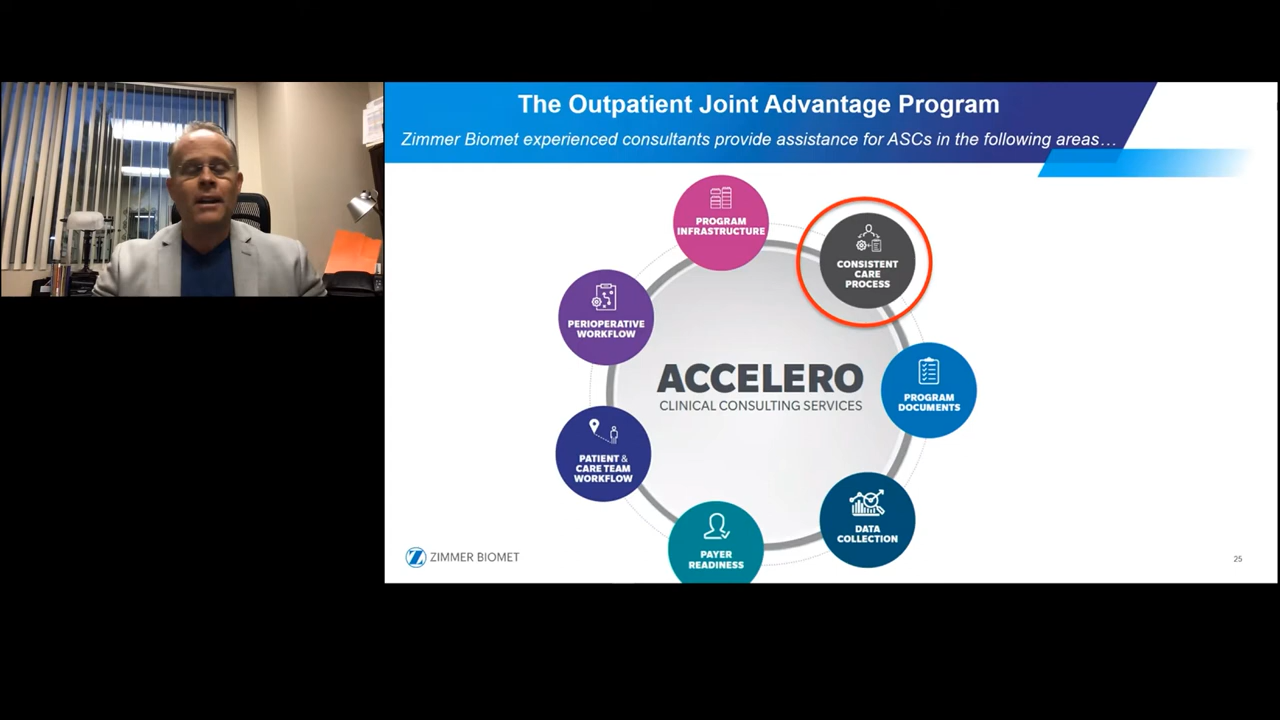 The Outpatient Joint Advantage Program
Zimmer Biomet experienced consultants provide assistance for ASCs in the following areas…
PROGRAM
INFRASTRUCTURE
CONSISTENT
CARE
PROCESS
PERIOPERATIVE
WORKFLOW
ACCELERO
CLINICAL CONSULTING SERVICES
PROGRAM
DOCUMENTS
PATIENT &
CARE TEAM
WORKFLOW
DATA
COLLECTION
PAYER
READINESS
Z ZIMMER BIOMET
25